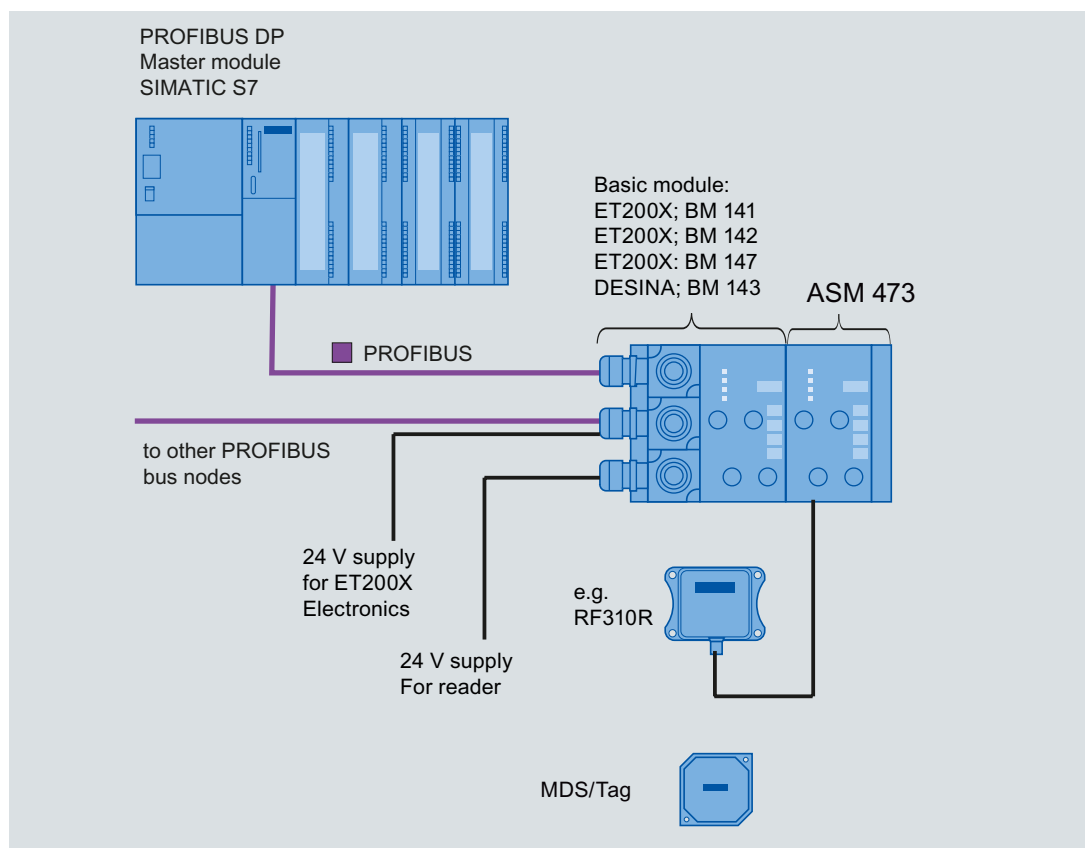 PROFIBUS DP
Master module
SIMATIC S7
Basic module:
ET200X; BM 141
ET200X; BM 142
ET200X: BM 147
DESINA; BM 143
ASM 473
PROFIBUS
to other PROFIBUS
bus nodes
24 V supply
for ET200X
Electronics
e.g.
RF310R
24 V supply
For reader
MDS/Tag